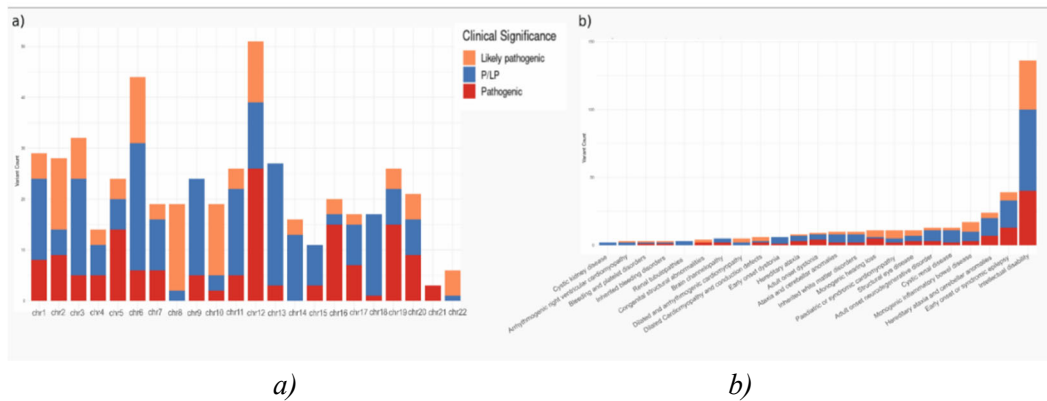 a)
b)
Clinical Significance
Likely pathogenic
P/LP
Pathogenic
Variant Count
chr1 chr2 chr3 chr4 chr5 chr6 chr7 chr8 chr9 chr10 chr11 chr12 chr13 chr14 chr15 chr16 chr17 chr18 chr19 chr20 chr21 chr22
Variant Count
Cystic kidney disease
Arrhythmogenic right ventricular cardiomyopathy
Bleeding and platelet disorders
Inherited bleeding disorders
Renal tubulopathies
Congenital structural abnormalities
Brain channelopathy
Dilated and arrhythmogenic cardiomyopathy
Dilated Cardiomyopathy and conduction defects
Early onset dystonia
Hereditary ataxia
Adult onset dystonia
Ataxia and cerebellar anomalies
Inherited white matter disorders
Monogenic hearing loss
Paediatric or syndromic cardiomyopathy
Structural eye disease
Adult onset neurodegenerative disorder
Cystic renal disease
Monogenic inflammatory bowel disease
Hereditary ataxia and cerebellar anomalies
Early onset or syndromic epilepsy
Intellectual disability
a)
b)